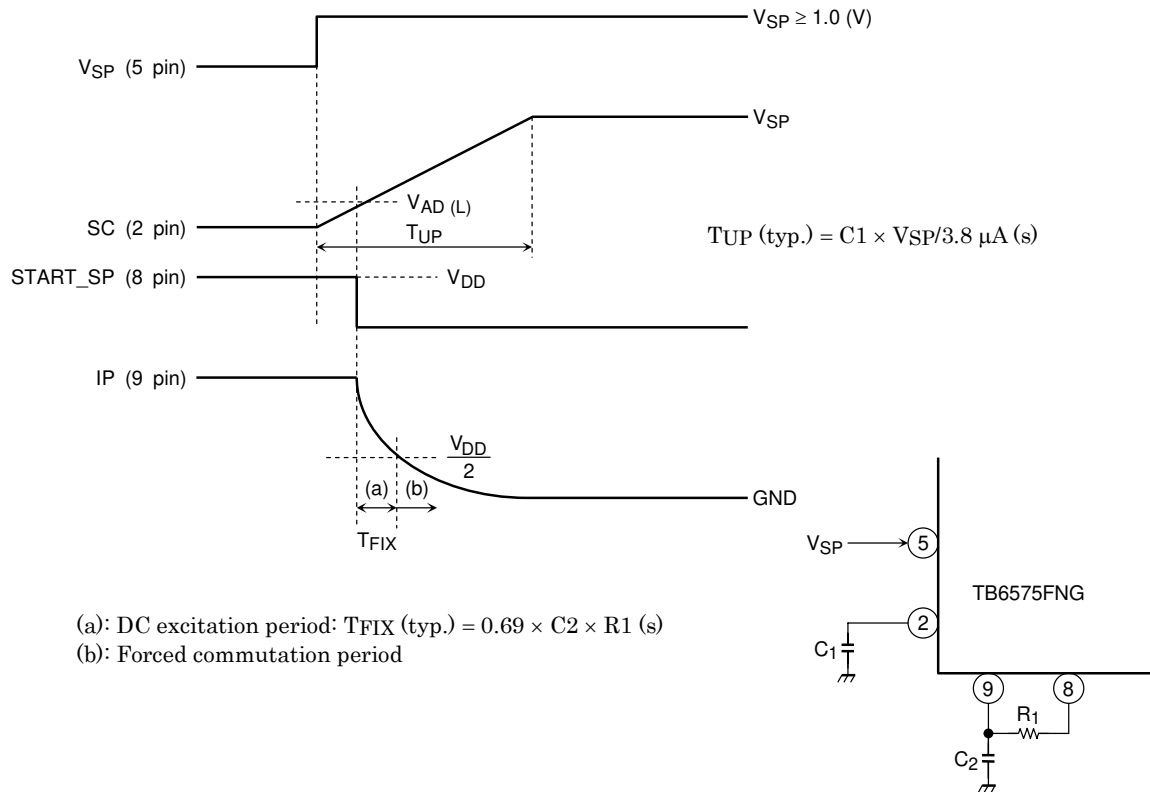 VSP ≥ 1.0 (V)
VSP (5 pin)
VSP
VAD (L)
SC (2 pin)
TUP
TUP (typ.) = C1 × VSP/3.8 μA (s)
START_SP (8 pin)
VDD
IP (9 pin)
VDD
2
(a) (b)
GND
TFIX
VSP
5
TB6575FNG
(a): DC excitation period: TFIX (typ.) = 0.69 × C2 × R1 (s)
(b): Forced commutation period
2
C1
9
8
R1
C2